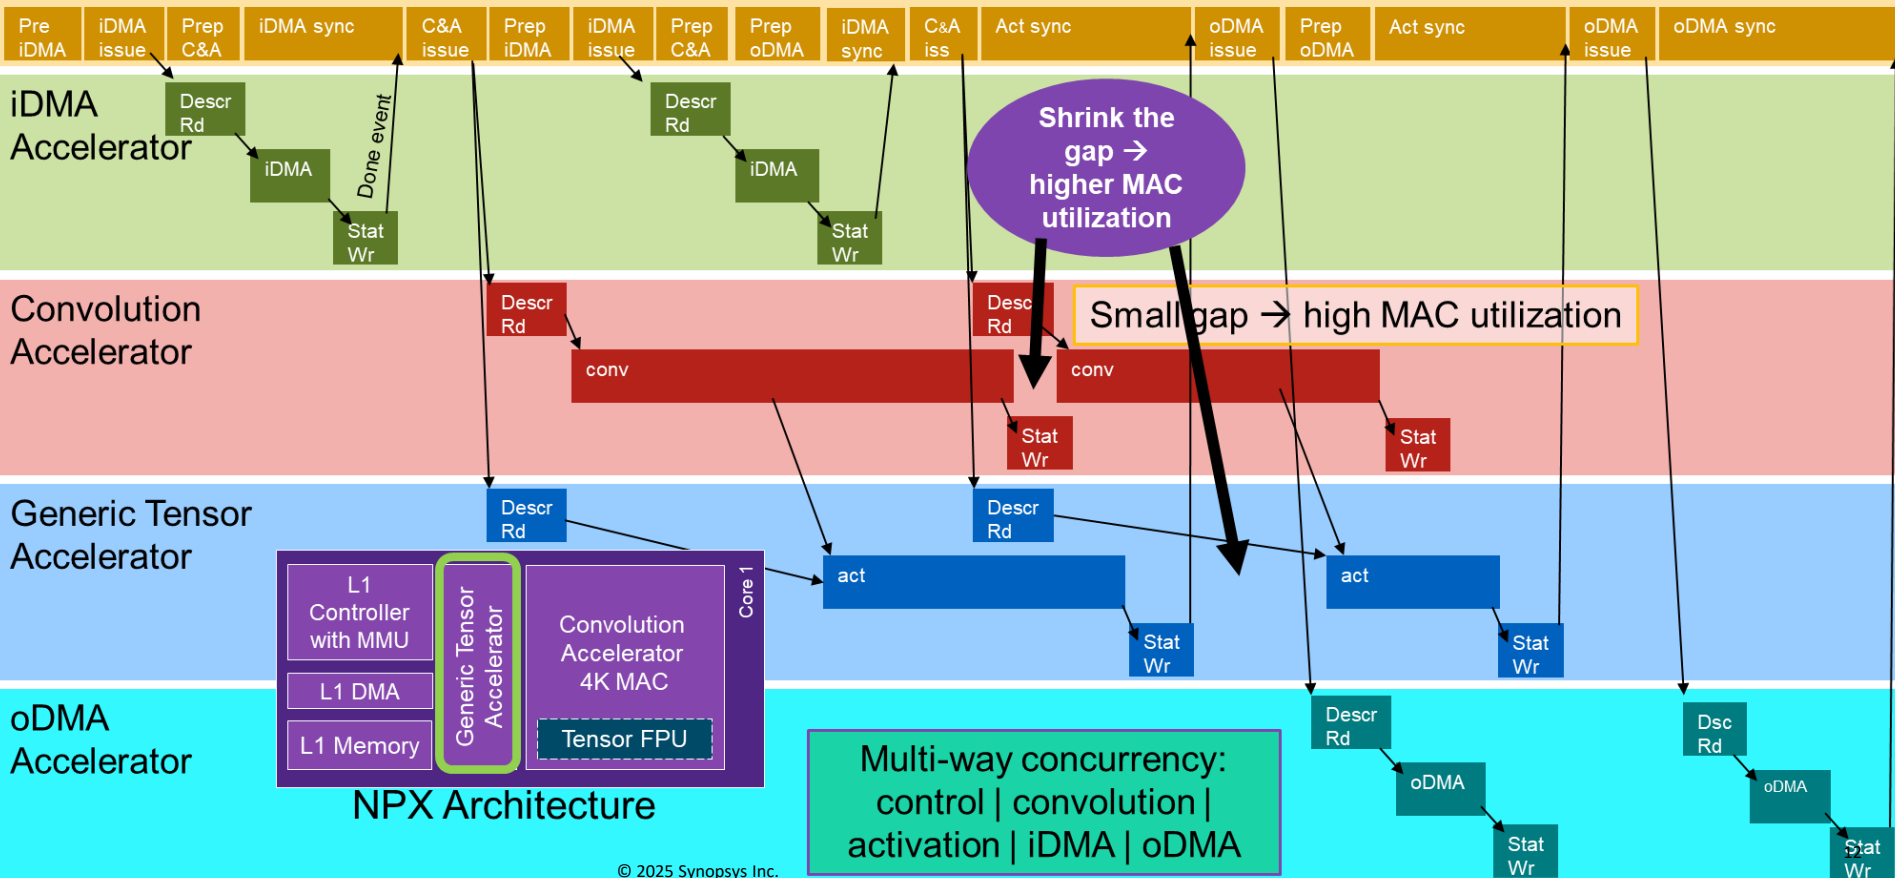 Pre
iDMA
iDMA
issue
Prep
C&A
iDMA sync
C&A
issue
Prep
iDMA
iDMA
issue
Prep
C&A
Prep
oDMA
iDMA
sync
C&A
iss
Act sync
oDMA
issue
Prep
oDMA
Act sync
oDMA
issue
oDMA sync
iDMA
Accelerator
Descr
Rd
iDMA
Stat
Wr
Done event
Descr
Rd
iDMA
Stat
Wr
Shrink the
gap →
higher MAC
utilization
Convolution
Accelerator
Descr
Rd
conv
Stat
Wr
Descr
Rd
Small gap → high MAC utilization
conv
Stat
Wr
Generic Tensor
Accelerator
Descr
Rd
act
Stat
Wr
Descr
Rd
act
Stat
Wr
L1
Controller
with MMU
L1 DMA
L1 Memory
Generic Tensor
Accelerator
Convolution
Accelerator
4K MAC
Tensor FPU
Core 1
NPX Architecture
oDMA
Accelerator
Multi-way concurrency:
control | convolution |
activation | iDMA | oDMA
Descr
Rd
oDMA
Stat
Wr
Dsc
Rd
oDMA
Stat
Wr
12
© 2025 Synopsys Inc.